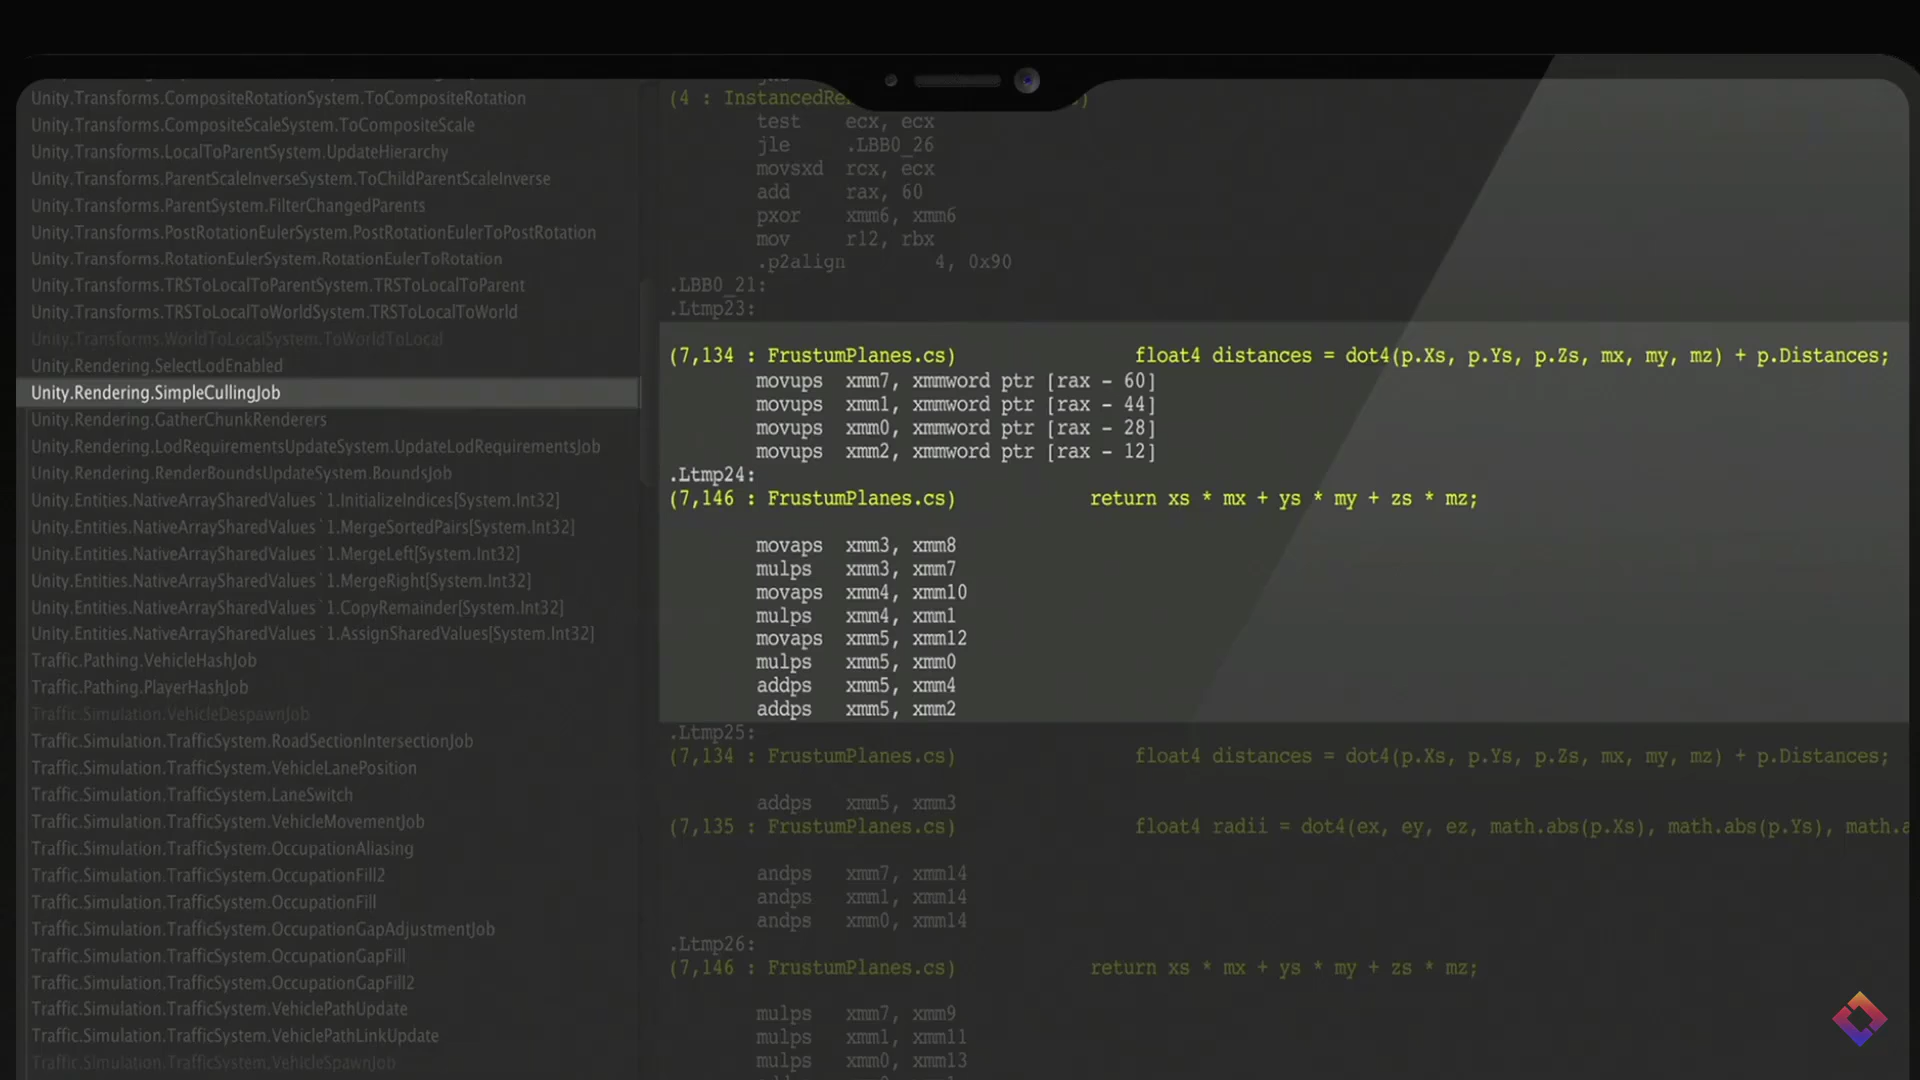 Unity.Transforms.CompositeRotationSystem.ToCompositeRotation
Unity.Transforms.CompositeScaleSystem.ToCompositeScale
Unity.Transforms.LocalToParentSystem.UpdateHierarchy
Unity.Transforms.ParentScaleInverseSystem.ToChildParentScaleInverse
Unity.Transforms.ParentSystem.FilterChangedParents
Unity.Transforms.PostRotationEulerSystem.PostRotationEulerToPostRotation
Unity.Transforms.RotationEulerSystem.RotationEulerToRotation
Unity.Transforms.TRSToLocalToParentSystem.TRSToLocalToParent
Unity.Transforms.TRSToLocalToWorldSystem.TRSToLocalToWorld
Unity.Transforms.WorldToLocalSystem.ToWorldToLocal
Unity.Rendering.SelectLodEnabled
Unity.Rendering.SimpleCullingJob
Unity.Rendering.GatherChunkRenderers
Unity.Rendering.LodRequirementsUpdateSystem.UpdateLodRequirementsJob
Unity.Rendering.RenderBoundsUpdateSystem.BoundsJob
Unity.Entities.NativeArraySharedValues`1.InitializeIndices[System.Int32]
Unity.Entities.NativeArraySharedValues`1.MergeSortedPairs[System.Int32]
Unity.Entities.NativeArraySharedValues`1.MergeLeft[System.Int32]
Unity.Entities.NativeArraySharedValues`1.MergeRight[System.Int32]
Unity.Entities.NativeArraySharedValues`1.CopyRemainder[System.Int32]
Unity.Entities.NativeArraySharedValues`1.AssignSharedValues[System.Int32]
Traffic.Pathing.VehicleHashJob
Traffic.Pathing.PlayerHashJob
Traffic.Simulation.VehicleDespawnJob
Traffic.Simulation.TrafficSystem.RoadSectionIntersectionJob
Traffic.Simulation.TrafficSystem.VehicleLanePosition
Traffic.Simulation.TrafficSystem.LaneSwitch
Traffic.Simulation.TrafficSystem.VehicleMovementJob
Traffic.Simulation.TrafficSystem.OccupationAliasing
Traffic.Simulation.TrafficSystem.OccupationFill2
Traffic.Simulation.TrafficSystem.OccupationFill
Traffic.Simulation.TrafficSystem.OccupationGapAdjustmentJob
Traffic.Simulation.TrafficSystem.OccupationGapFill
Traffic.Simulation.TrafficSystem.OccupationGapFill2
Traffic.Simulation.TrafficSystem.VehiclePathUpdate
Traffic.Simulation.TrafficSystem.VehiclePathLinkUpdate
Traffic.Simulation.TrafficSystem.VehicleSpawnJob
(4 : )
test ecx, ecx
jle .LBB0_26
movsxd rcx, ecx
add rax, 60
pxor xmm6, xmm6
mov r12, rbx
.p2align 4, 0x90
.LBB0_21:
.Ltmp23:
(7,134 : FrustumPlanes.cs) float4 distances = dot4(p.Xs, p.Ys, p.Zs, mx, my, mz) + p.Distances;
movups xmm7, xmmword ptr [rax - 60]
movups xmm1, xmmword ptr [rax - 44]
movups xmm0, xmmword ptr [rax - 28]
movups xmm2, xmmword ptr [rax - 12]
.Ltmp24:
(7,146 : FrustumPlanes.cs) return xs * mx + ys * my + zs * mz;
movaps xmm3, xmm8
mulps xmm3, xmm7
movaps xmm4, xmm10
mulps xmm4, xmm1
movaps xmm5, xmm12
mulps xmm5, xmm0
addps xmm5, xmm4
addps xmm5, xmm2
.Ltmp25:
(7,134 : FrustumPlanes.cs) float4 distances = dot4(p.Xs, p.Ys, p.Zs, mx, my, mz) + p.Distances;
addps xmm5, xmm3
(7,135 : FrustumPlanes.cs) float4 radii = dot4(ex, ey, ez, math.abs(p.Xs), math.abs(p.Ys), math.a
andps xmm7, xmm14
andps xmm1, xmm14
andps xmm0, xmm14
.Ltmp26:
(7,146 : FrustumPlanes.cs) return xs * mx + ys * my + zs * mz;
mulps xmm7, xmm9
mulps xmm1, xmm11
mulps xmm0, xmm13